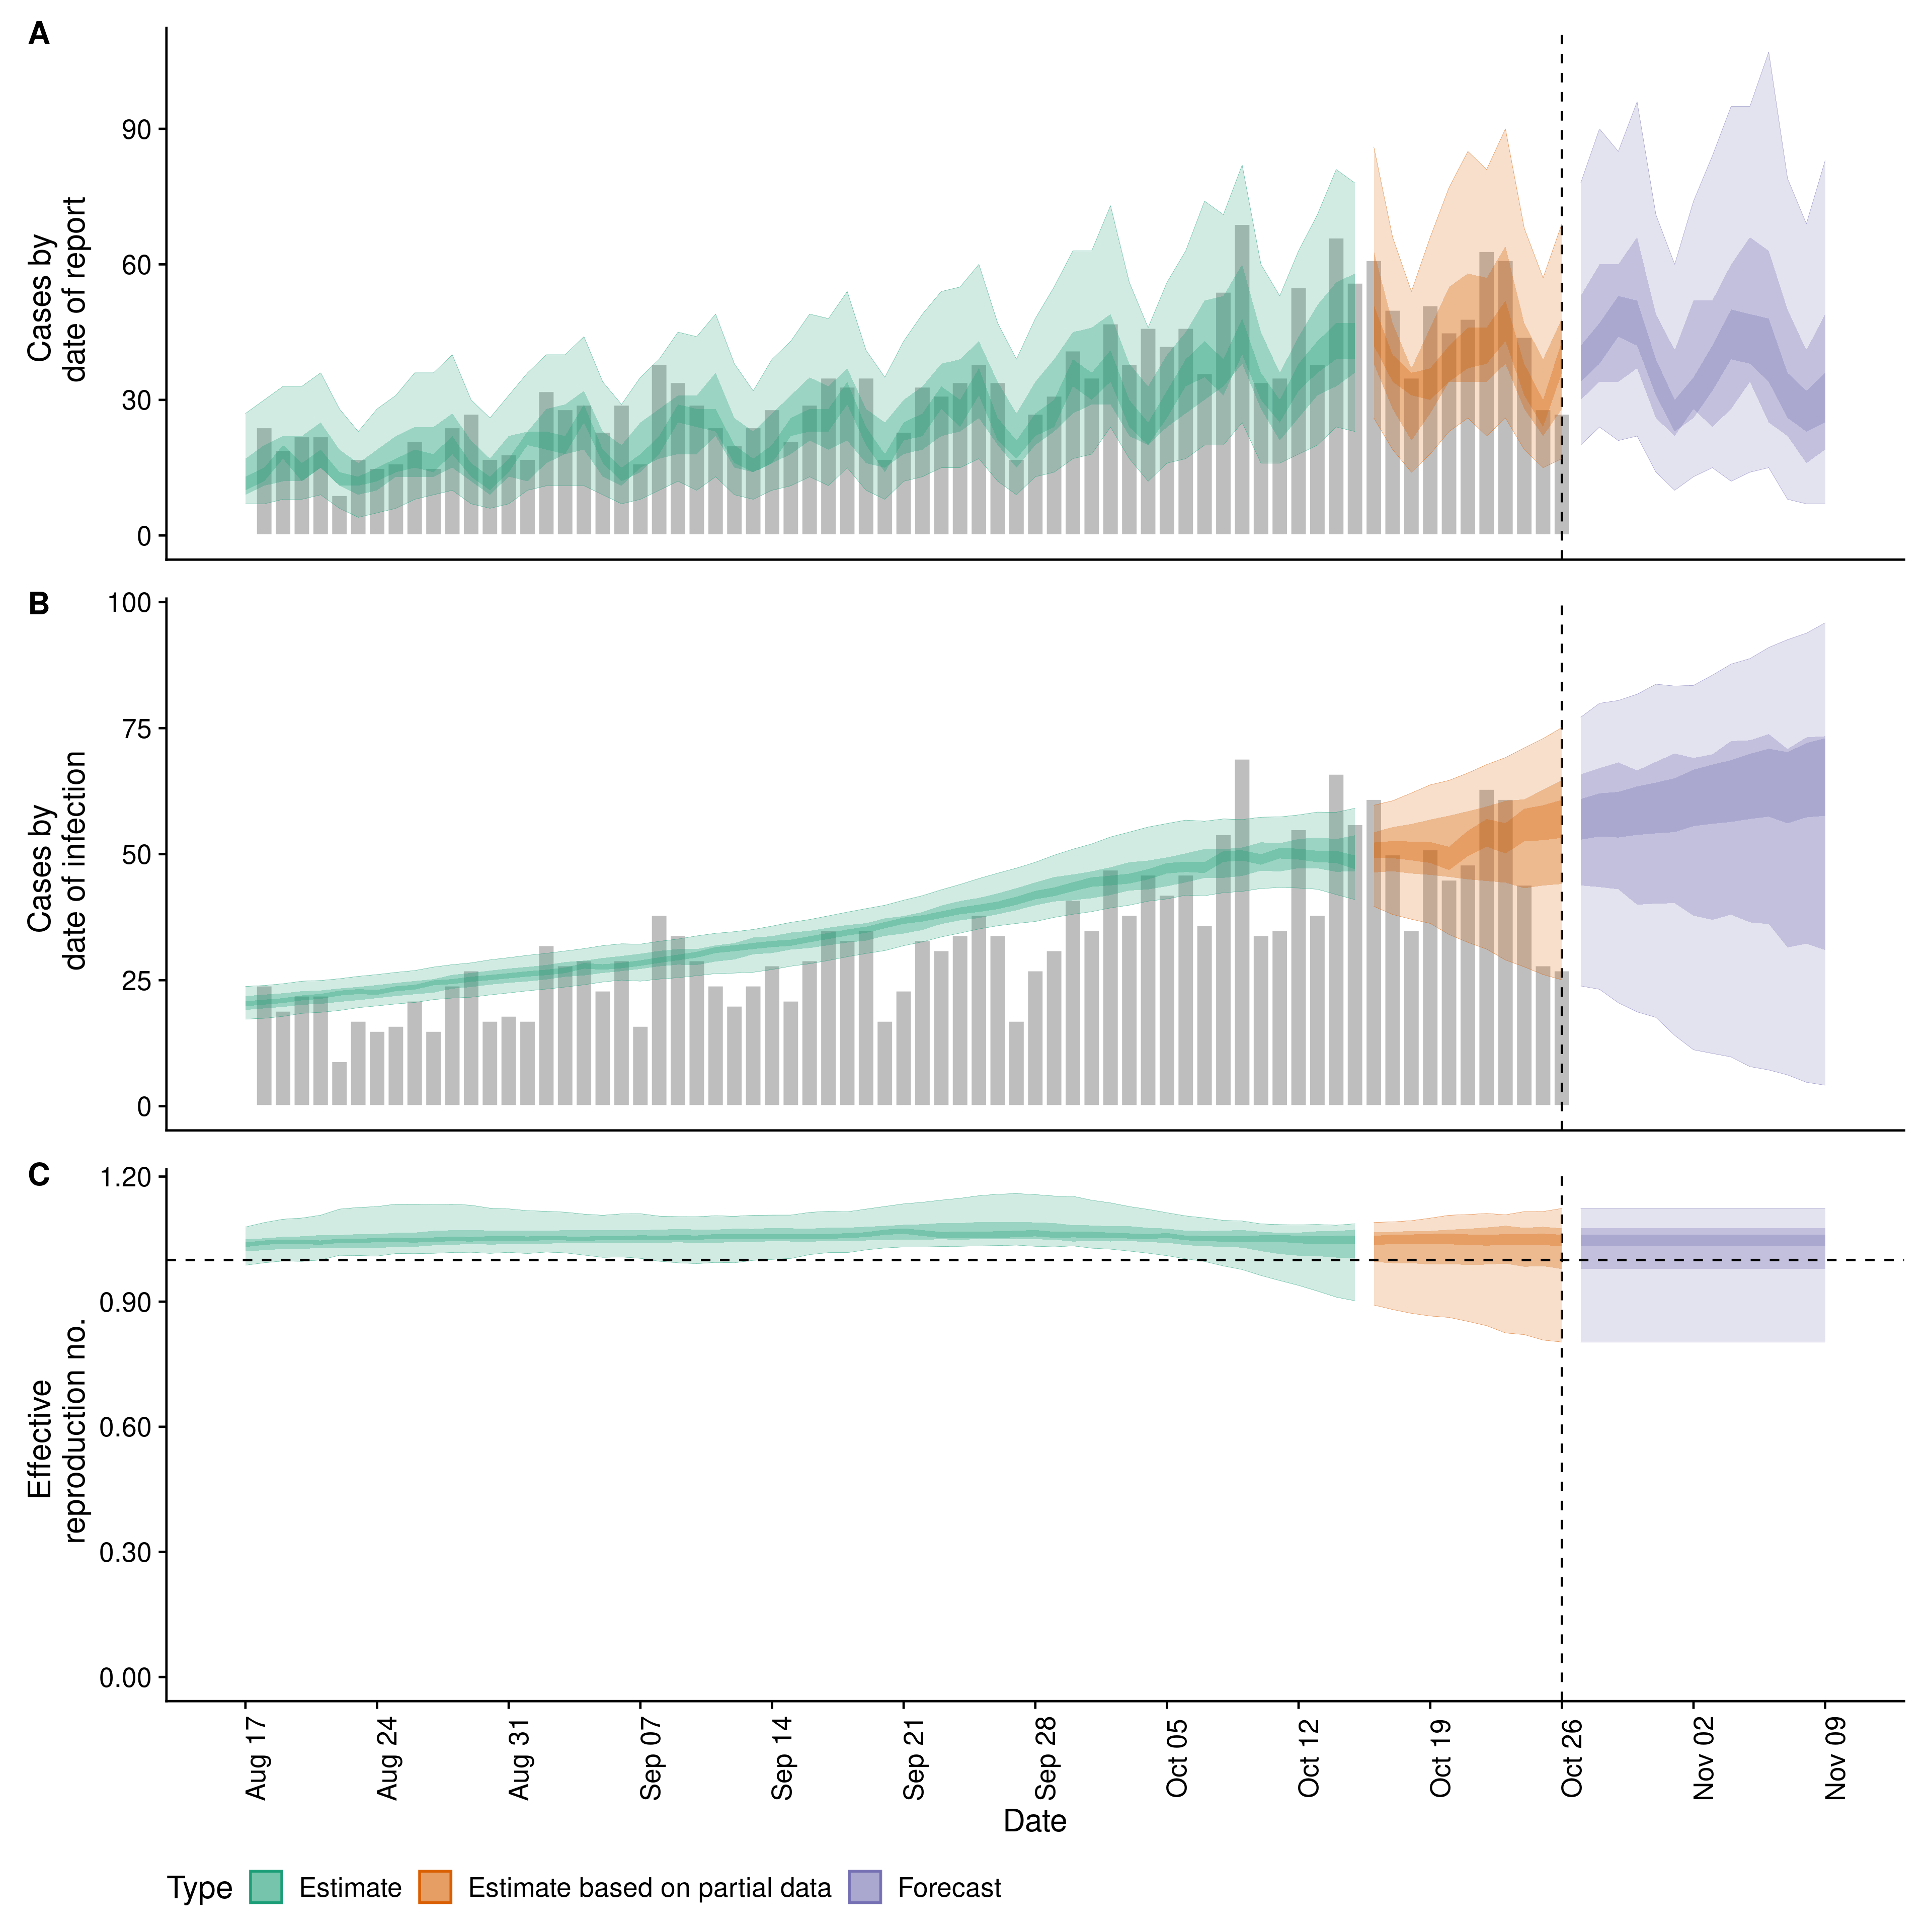 A
90
60
30
0
Cases by
date of report
B
100
75
50
25
0
Cases by
date of infection
C
1.20
0.90
0.60
0.30
0.00
Effective
reproduction no.
Aug 17
Aug 24
Aug 31
Sep 07
Sep 14
Sep 21
Sep 28
Oct 05
Oct 12
Oct 19
Oct 26
Nov 02
Nov 09
Date
Type Estimate Estimate based on partial data Forecast